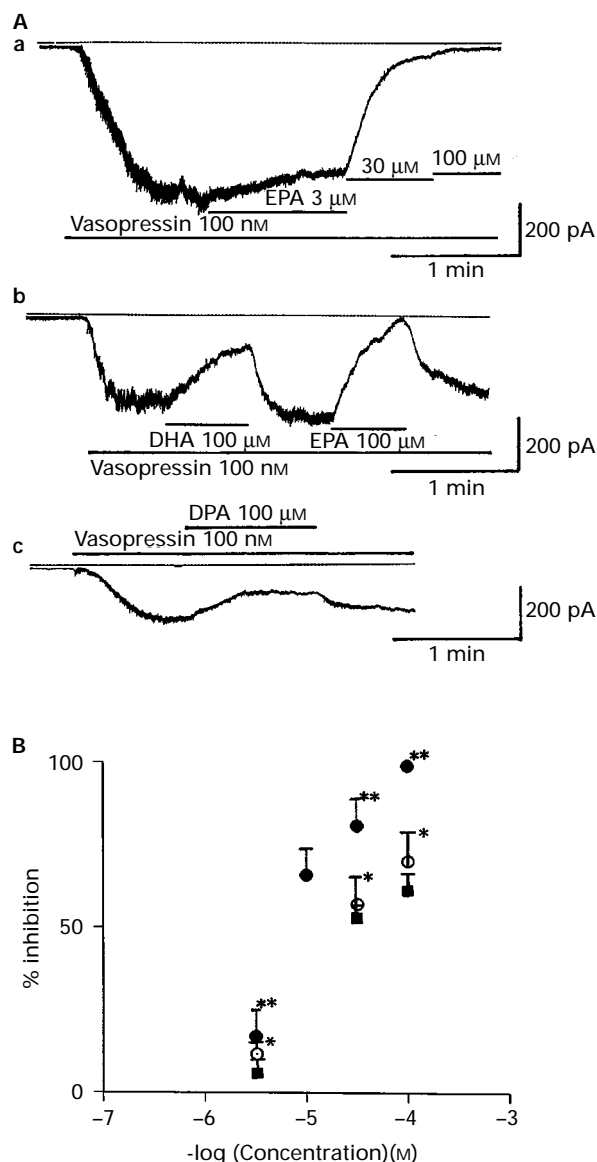 A
a
30 µM
100 µM
EPA 3 µM
Vasopressin 100 nM
200 pA
1 min
b
DHA 100 µM
EPA 100 µM
Vasopressin 100 nM
200 pA
1 min
DPA 100 µM
Vasopressin 100 nM
c
200 pA
1 min
B
100
**
**
*
*
50
% inhibition
**
*
0
−7
−6
−5
−4
−3
-log (Concentration)(M)